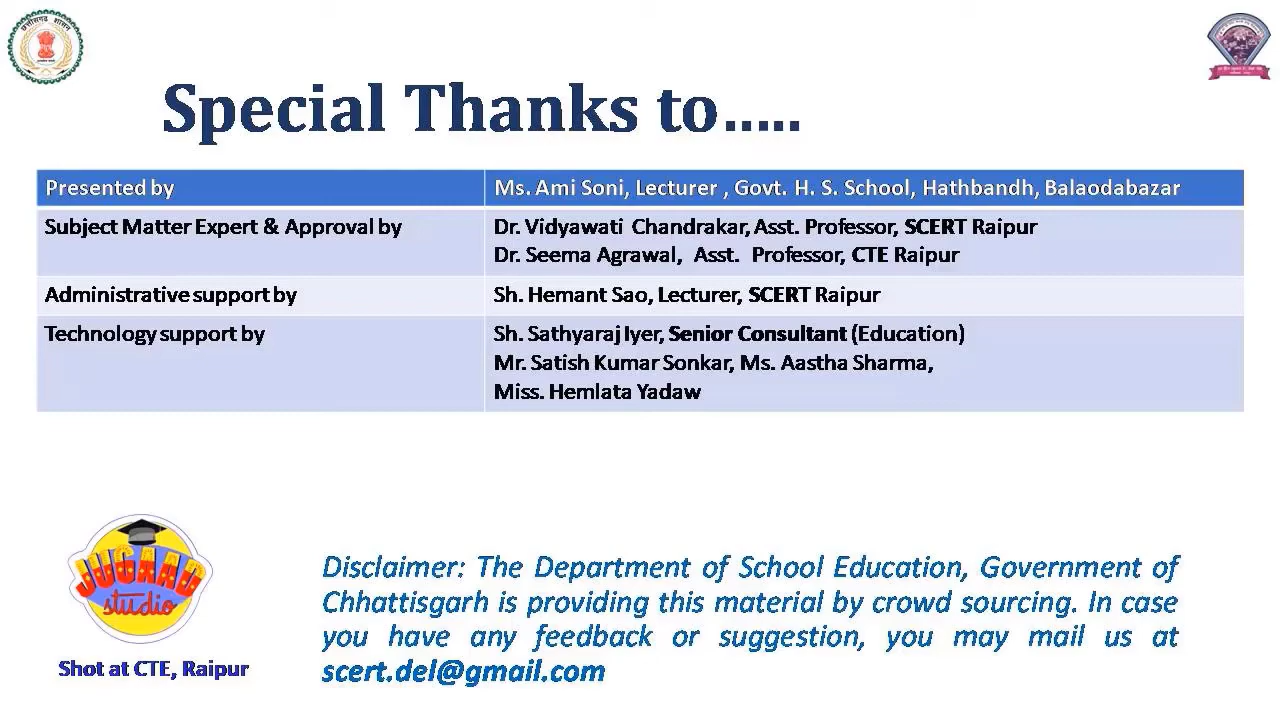 छत्तीसगढ़ शासन
Special Thanks to.....
Presented by
Ms. Ami Soni, Lecturer , Govt. H. S. School, Hathbandh, Balaodabazar
Subject Matter Expert & Approval by
Dr. Vidyawati Chandrakar, Asst. Professor, SCERT Raipur
Dr. Seema Agrawal, Asst. Professor, CTE Raipur
Administrative support by
Sh. Hemant Sao, Lecturer, SCERT Raipur
Technology support by
Sh. Sathyaraj Iyer, Senior Consultant (Education)
Mr. Satish Kumar Sonkar, Ms. Aastha Sharma,
Miss. Hemlata Yadaw
JUGAAD
studio
Shot at CTE, Raipur
Disclaimer: The Department of School Education, Government of
Chhattisgarh is providing this material by crowd sourcing. In case
you have any feedback or suggestion, you may mail us at
scert.del@gmail.com